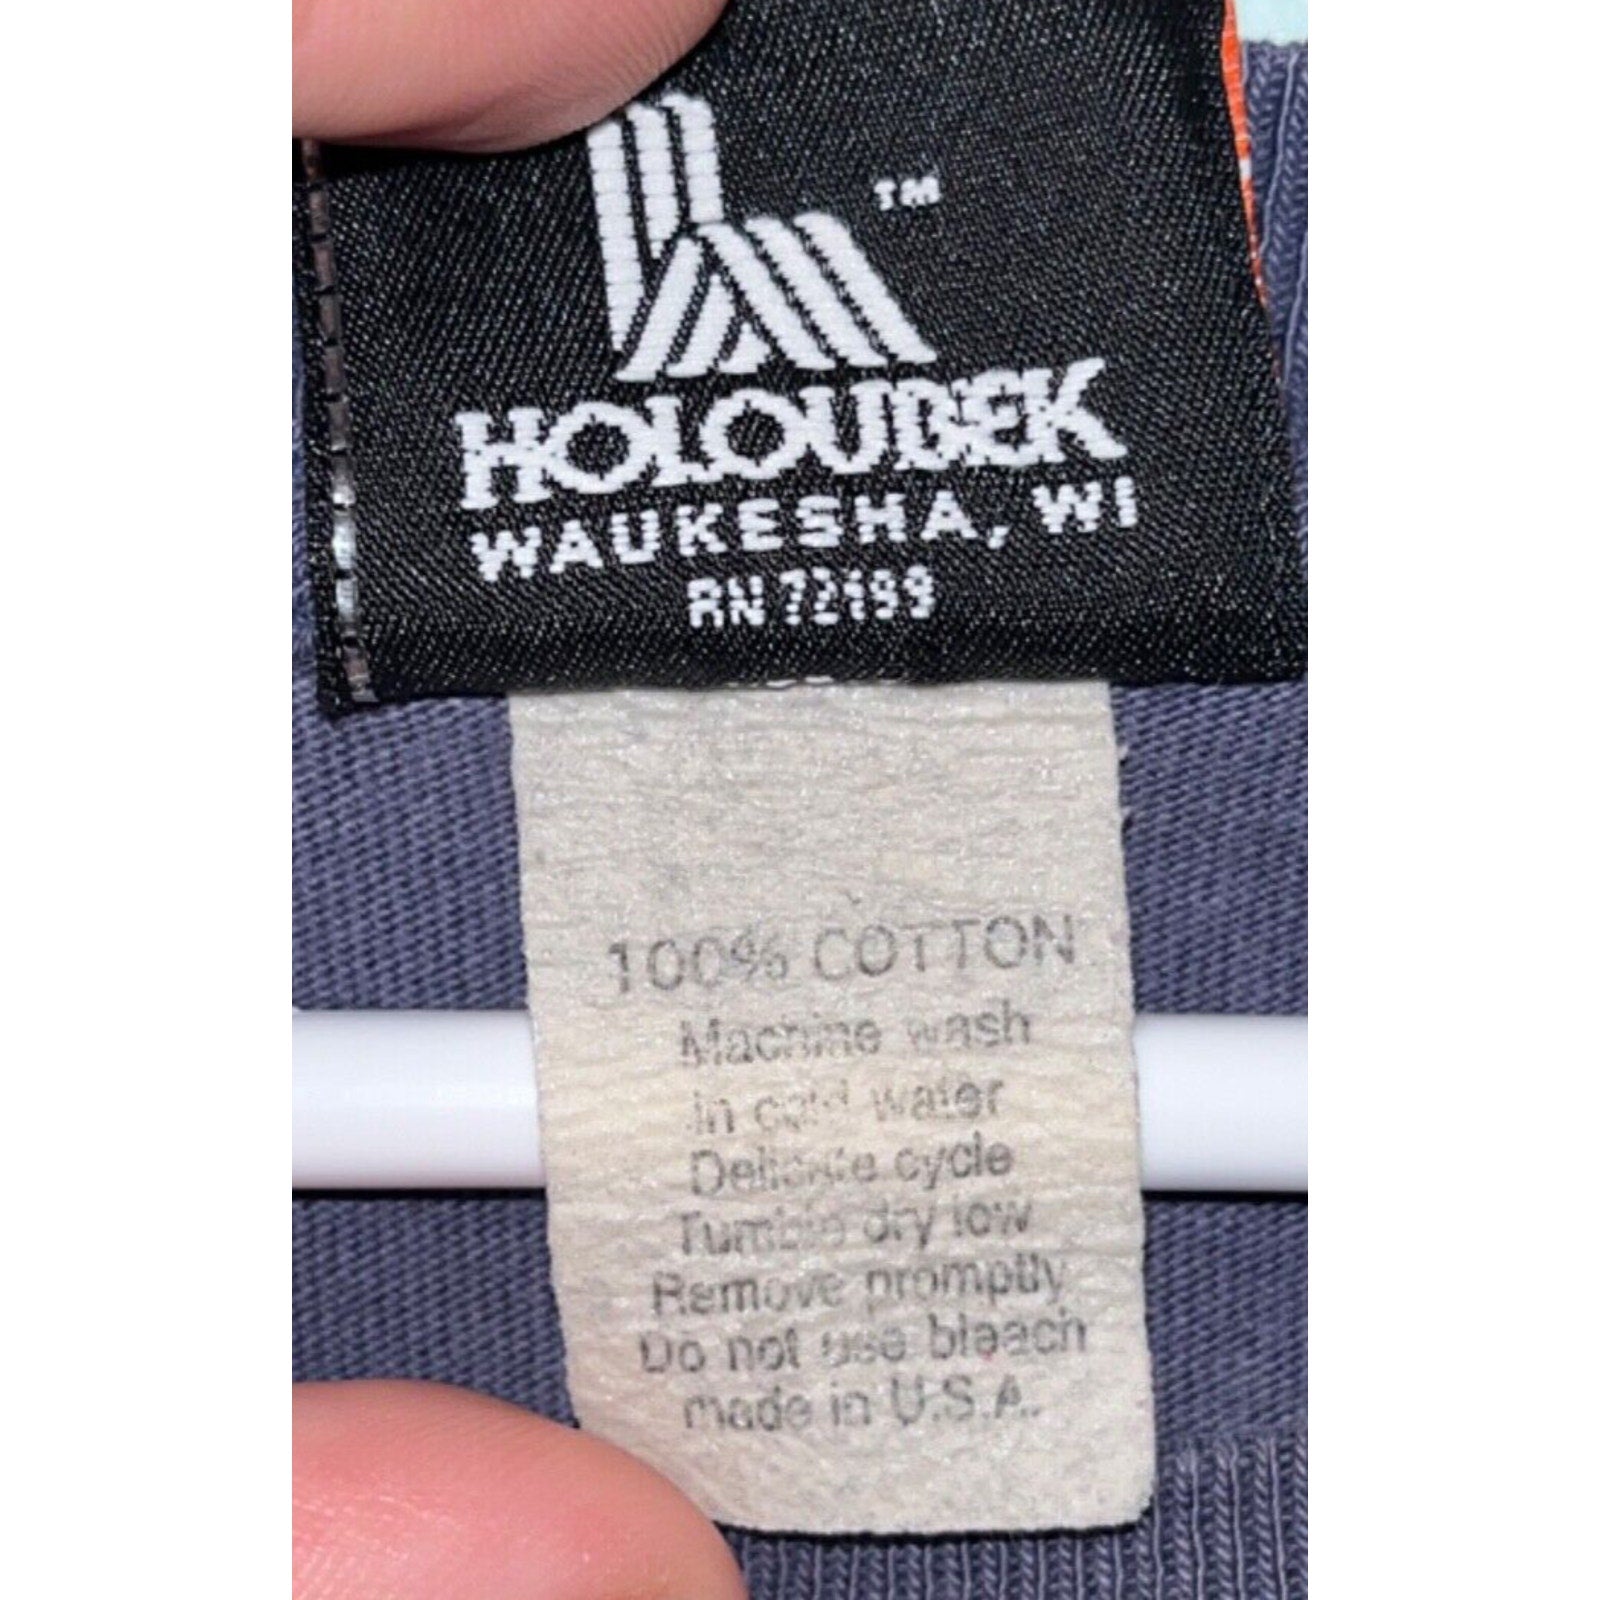 TM
HOLOUBEK
WAUKESHA, WI
RN 72199
100% COTTON
Machine wash
in cold water
Delicate cycle
Tumble dry low
Remove promptly
Do not use bleach
made in U.S.A.